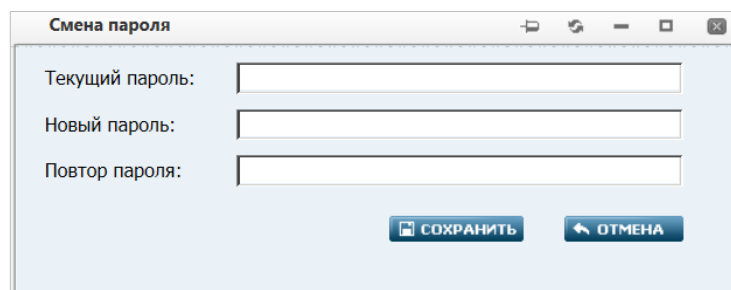 Смена пароля
Текущий пароль:
Новый пароль:
Повтор пароля:
СОХРАНИТЬ ОТМЕНА